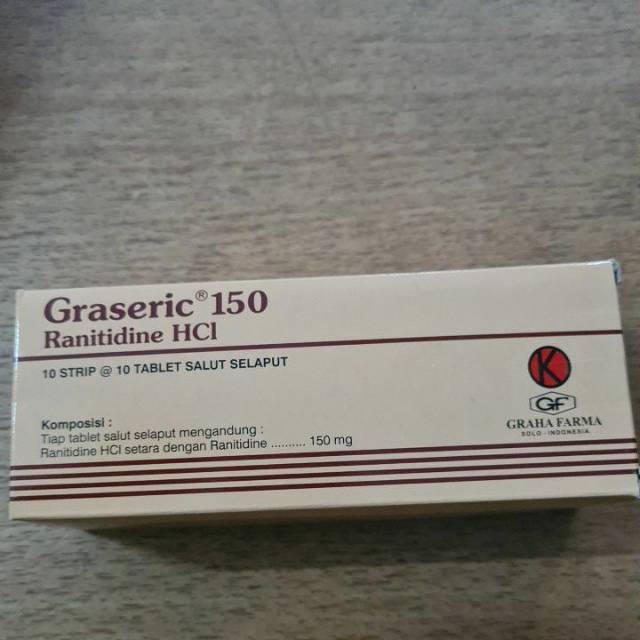 Graseric® 150
Ranitidine HCl
10 STRIP @ 10 TABLET SALUT SELAPUT
Komposisi :
Tiap tablet salut selaput mengandung :
Ranitidine HCl setara dengan Ranitidine .......... 150 mg
K
GF
GRAHA FARMA
SOLO - INDONESIA